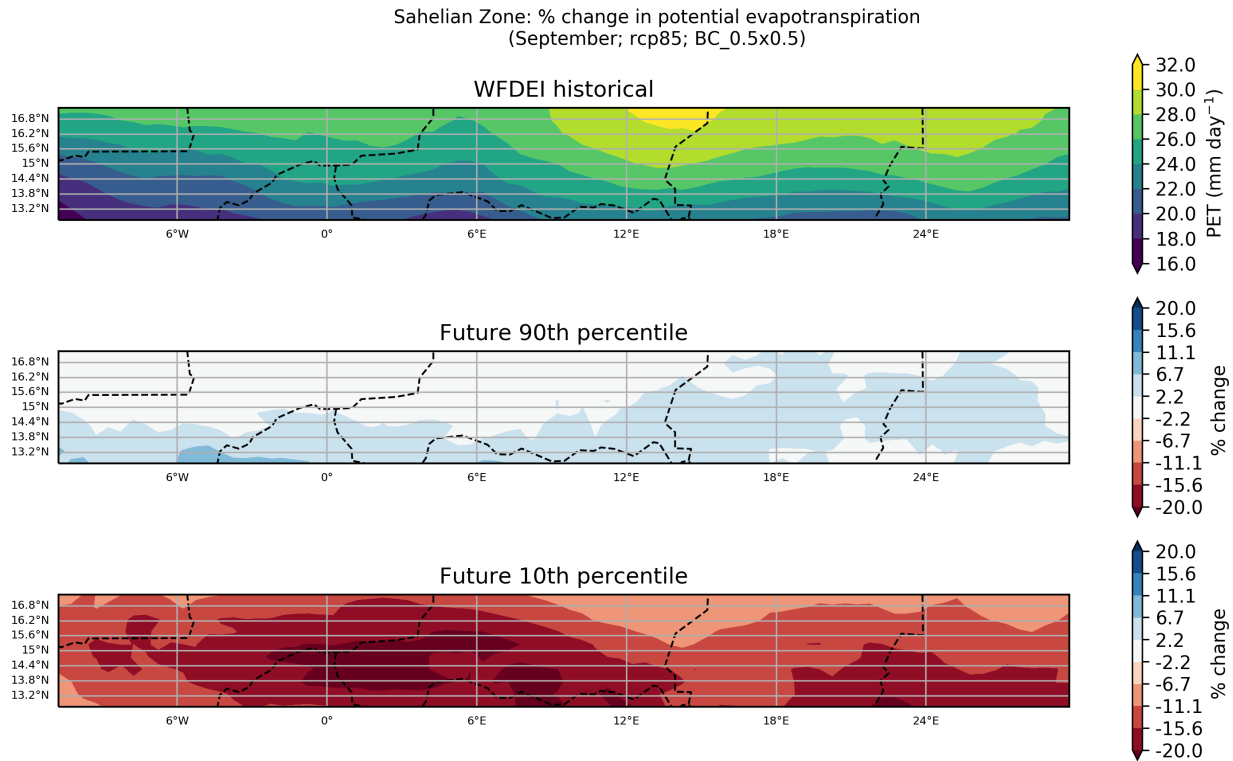 Sahelian Zone: % change in potential evapotranspiration
(September; rcp85; BC_0.5x0.5)
WFDEI historical
16.8°N
16.2°N
15.6°N
15°N
14.4°N
13.8°N
13.2°N
6°W 0° 6°E 12°E 18°E 24°E
32.0
30.0
28.0
26.0
24.0
22.0
20.0
18.0
16.0
PET (mm day⁻¹)
Future 90th percentile
16.8°N
16.2°N
15.6°N
15°N
14.4°N
13.8°N
13.2°N
6°W 0° 6°E 12°E 18°E 24°E
20.0
15.6
11.1
6.7
2.2
-2.2
-6.7
-11.1
-15.6
-20.0
% change
Future 10th percentile
16.8°N
16.2°N
15.6°N
15°N
14.4°N
13.8°N
13.2°N
6°W 0° 6°E 12°E 18°E 24°E
20.0
15.6
11.1
6.7
2.2
-2.2
-6.7
-11.1
-15.6
-20.0
% change